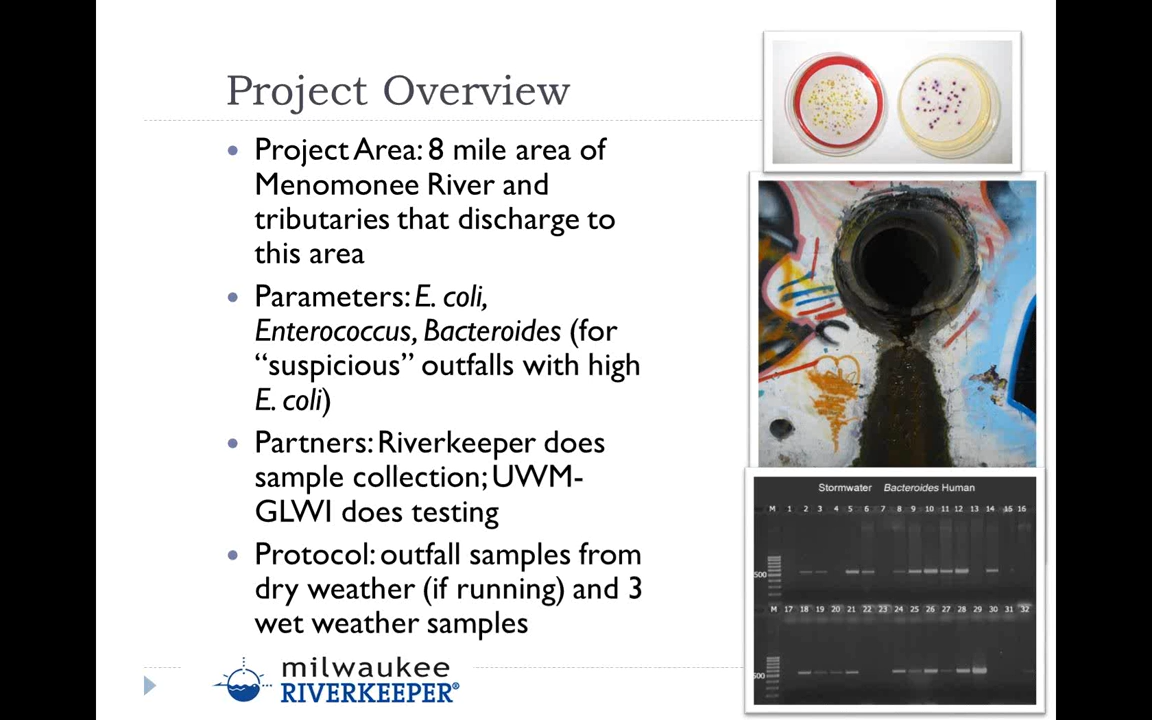 Project Overview
Project Area: 8 mile area of
Menomonee River and
tributaries that discharge to
this area
Parameters: E. coli,
Enterococcus, Bacteroides (for
“suspicious” outfalls with high
E. coli)
Partners: Riverkeeper does
sample collection; UWM-
GLWI does testing
Protocol: outfall samples from
dry weather (if running) and 3
wet weather samples
milwaukee
RIVERKEEPER®
Stormwater Bacteroides Human
M 1 2 3 4 5 6 7 8 9 10 11 12 13 14 15 16
500
M 17 18 19 20 21 22 23 24 25 26 27 28 29 30 31 32
500